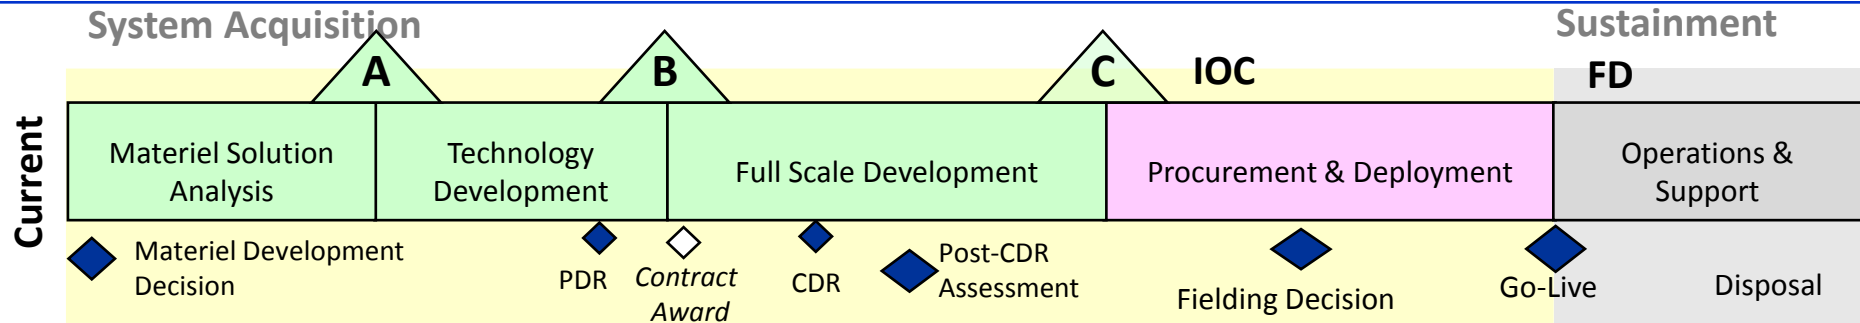 System Acquisition
Sustainment
A
B
C
IOC
FD
Current
Materiel Solution
Analysis
Technology
Development
Full Scale Development
Procurement & Deployment
Operations &
Support
Materiel Development
Decision
PDR
Contract
Award
CDR
Post-CDR
Assessment
Fielding Decision
Go-Live
Disposal